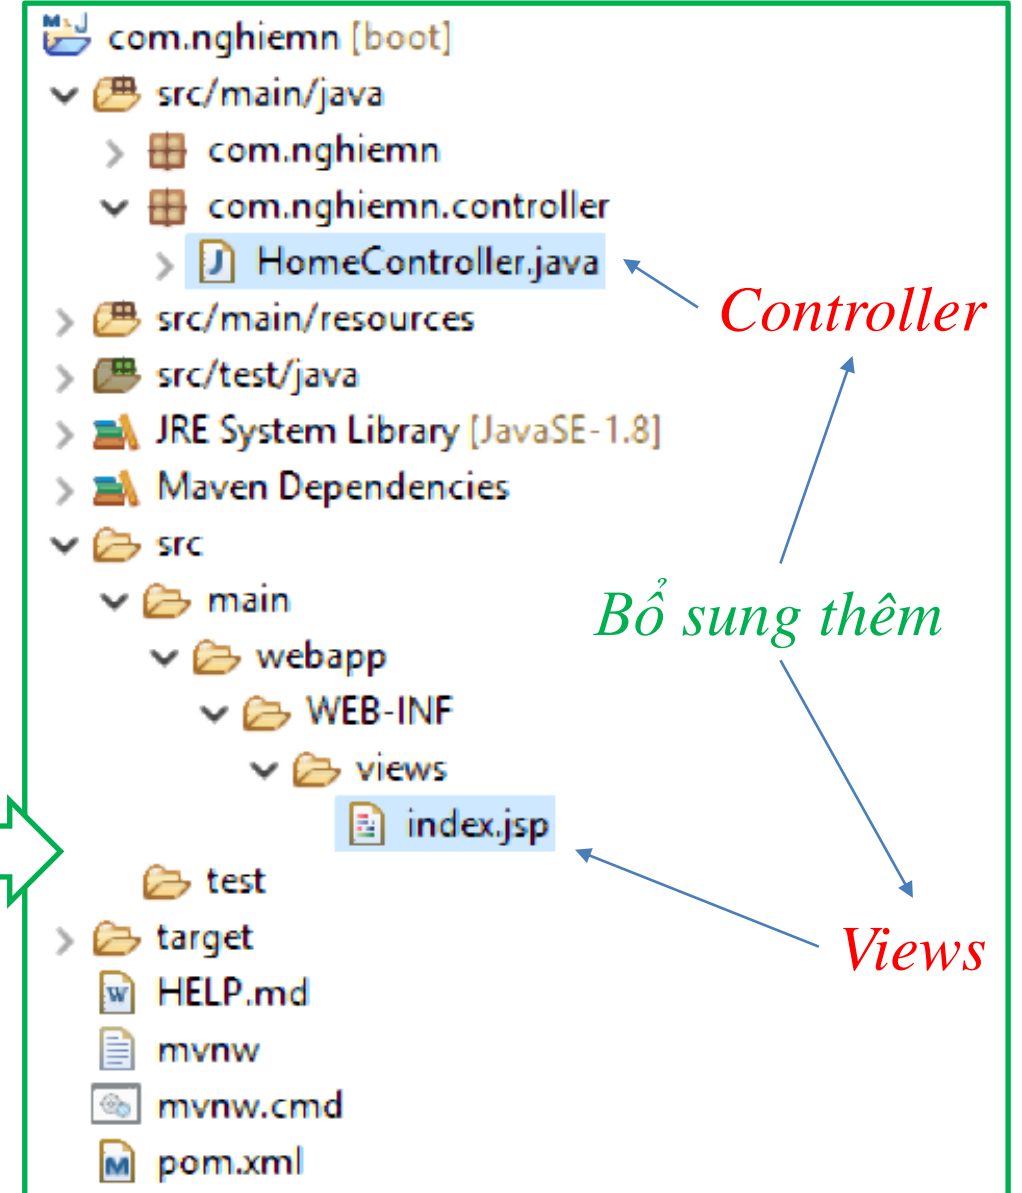 com.nghiemn [boot]
src/main/java
com.nghiemn
com.nghiemn.controller
HomeController.java
Controller
src/main/resources
src/test/java
JRE System Library [JavaSE-1.8]
Maven Dependencies
src
main
Bổ sung thêm
webapp
WEB-INF
views
index.jsp
test
Views
target
HELP.md
mvnw
mvnw.cmd
pom.xml